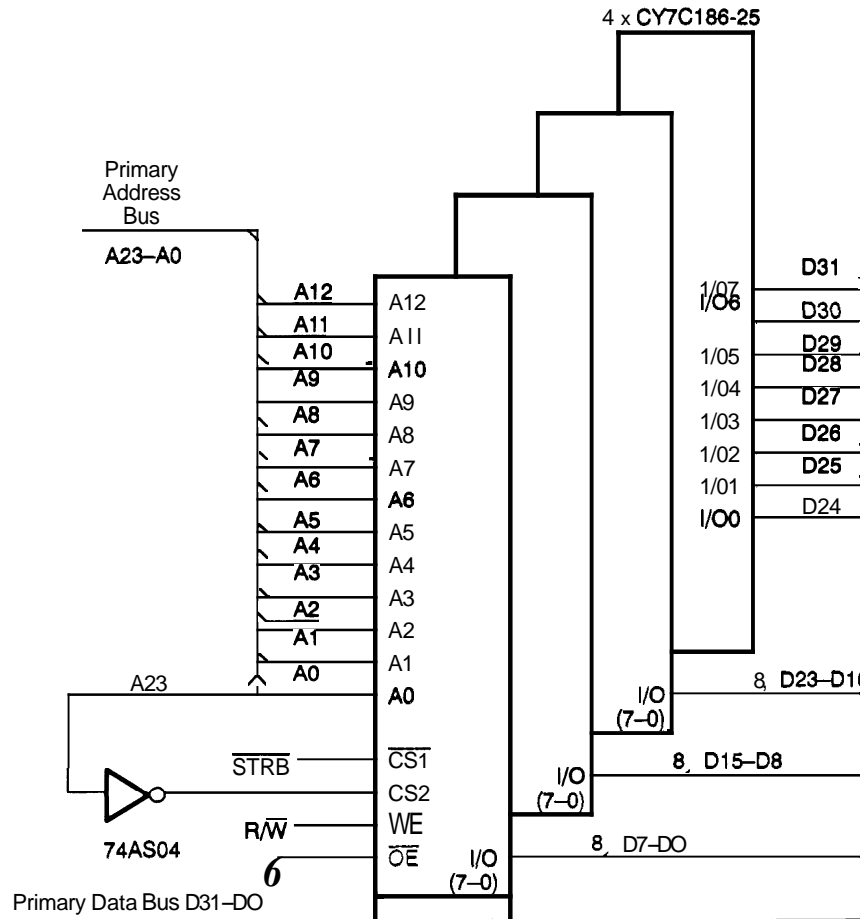 4 x CY7C186-25
Primary
Address
Bus
A23–A0
A12
A11
A10
A9
A8
A7
A6
A5
A4
A3
A2
A1
A0
A23
A12
A11
A10
A9
A8
A7
A6
A5
A4
A3
A2
A1
A0
STRB
CS1
CS2
R/W
WE
OE
74AS04
6
Primary Data Bus D31–DO
1/07
I/O6
1/05
1/04
1/03
1/02
1/01
I/O0
D31
D30
D29
D28
D27
D26
D25
D24
I/O
(7–0)
8, D23–D16
I/O
(7–0)
8, D15–D8
I/O
(7–0)
8, D7–DO